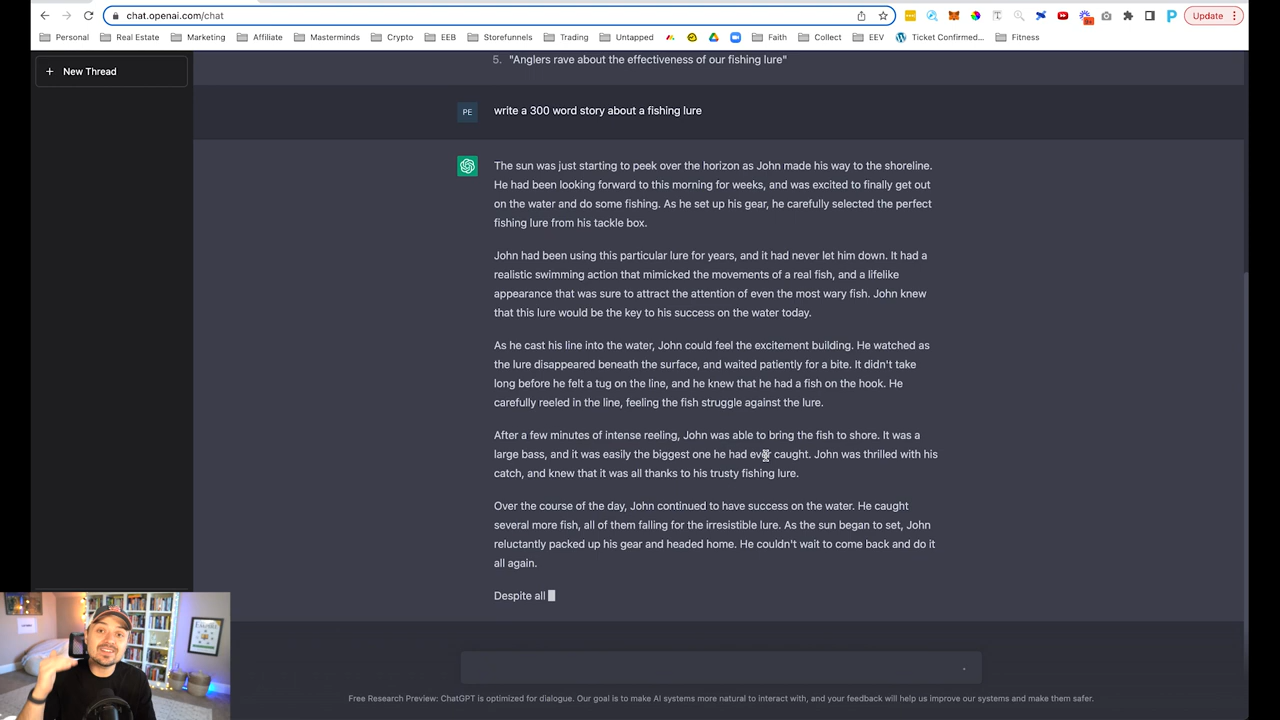 chat.openai.com/chat
Update
Personal Real Estate Marketing Affiliate Masterminds Crypto EEB Storefunnels Trading Untapped Faith Collect EEV Ticket Confirmed... Fitness
+ New Thread
5. "Anglers rave about the effectiveness of our fishing lure"
PE write a 300 word story about a fishing lure
The sun was just starting to peek over the horizon as John made his way to the shoreline.
He had been looking forward to this morning for weeks, and was excited to finally get out
on the water and do some fishing. As he set up his gear, he carefully selected the perfect
fishing lure from his tackle box.
John had been using this particular lure for years, and it had never let him down. It had a
realistic swimming action that mimicked the movements of a real fish, and a lifelike
appearance that was sure to attract the attention of even the most wary fish. John knew
that this lure would be the key to his success on the water today.
As he cast his line into the water, John could feel the excitement building. He watched as
the lure disappeared beneath the surface, and waited patiently for a bite. It didn't take
long before he felt a tug on the line, and he knew that he had a fish on the hook. He
carefully reeled in the line, feeling the fish struggle against the lure.
After a few minutes of intense reeling, John was able to bring the fish to shore. It was a
large bass, and it was easily the biggest one he had ever caught. John was thrilled with his
catch, and knew that it was all thanks to his trusty fishing lure.
Over the course of the day, John continued to have success on the water. He caught
several more fish, all of them falling for the irresistible lure. As the sun began to set, John
reluctantly packed up his gear and headed home. He couldn't wait to come back and do it
all again.
Despite all
Free Research Preview: ChatGPT is optimized for dialogue. Our goal is to make AI systems more natural to interact with, and your feedback will help us improve our systems and make them safer.